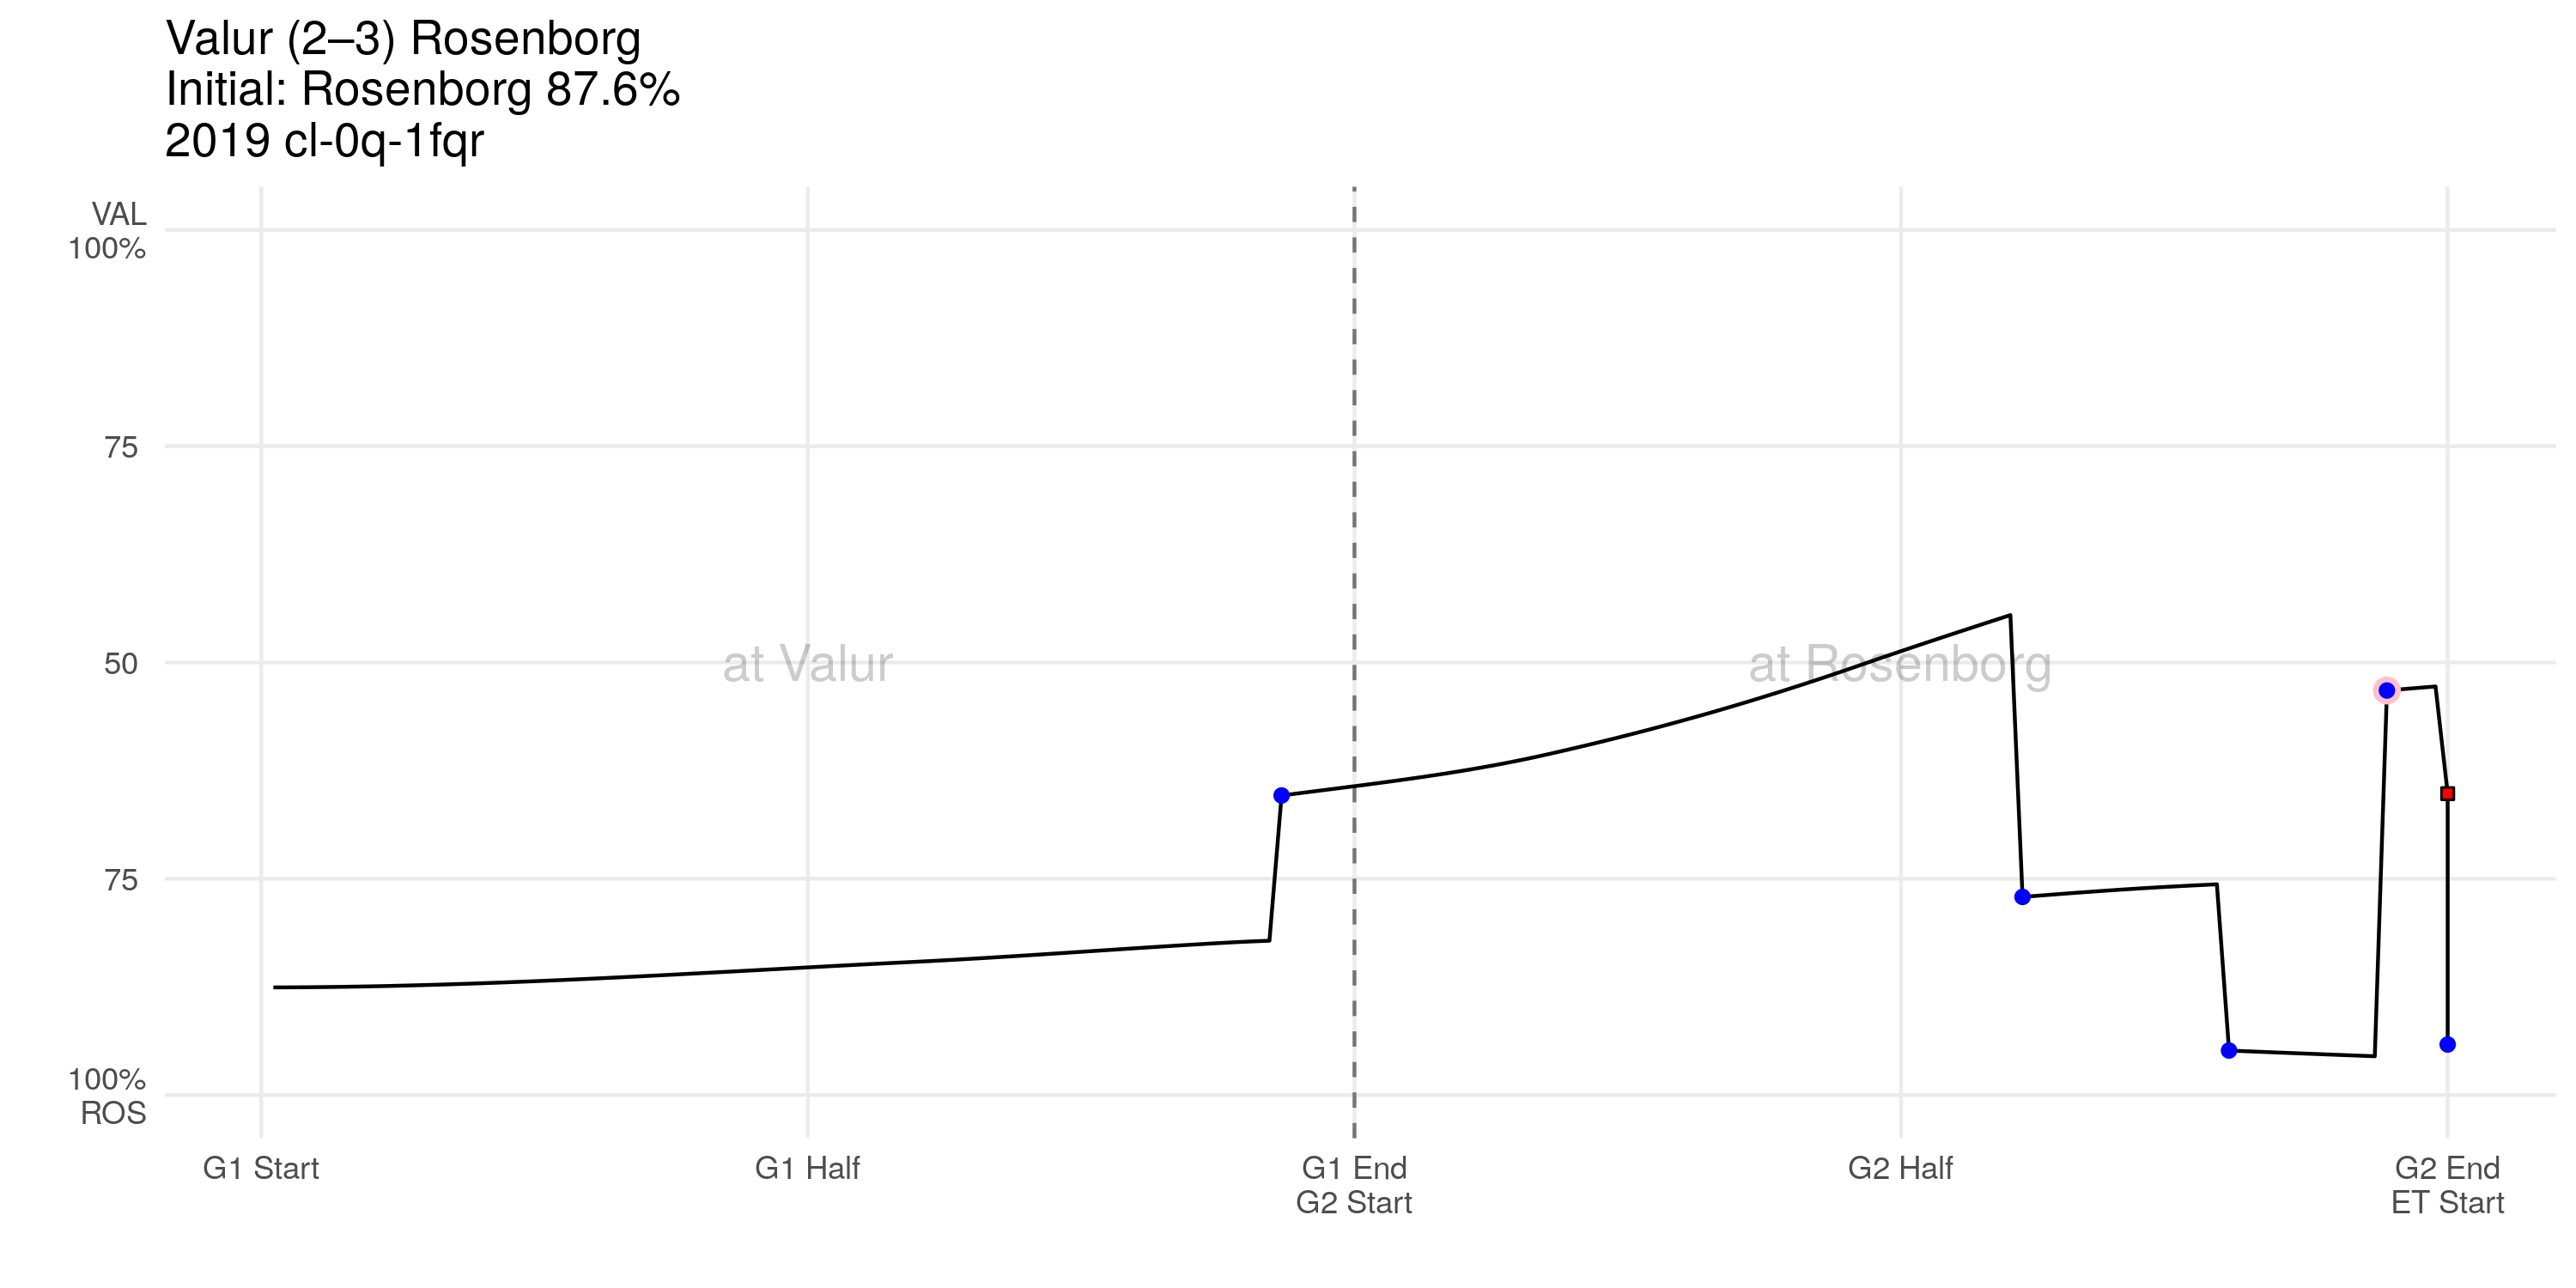 Valur (2–3) Rosenborg
Initial: Rosenborg 87.6%
2019 cl-0q-1fqr
VAL
100%
75
50
75
100%
ROS
at Valur
at Rosenborg
G1 Start
G1 Half
G1 End
G2 Start
G2 Half
G2 End
ET Start